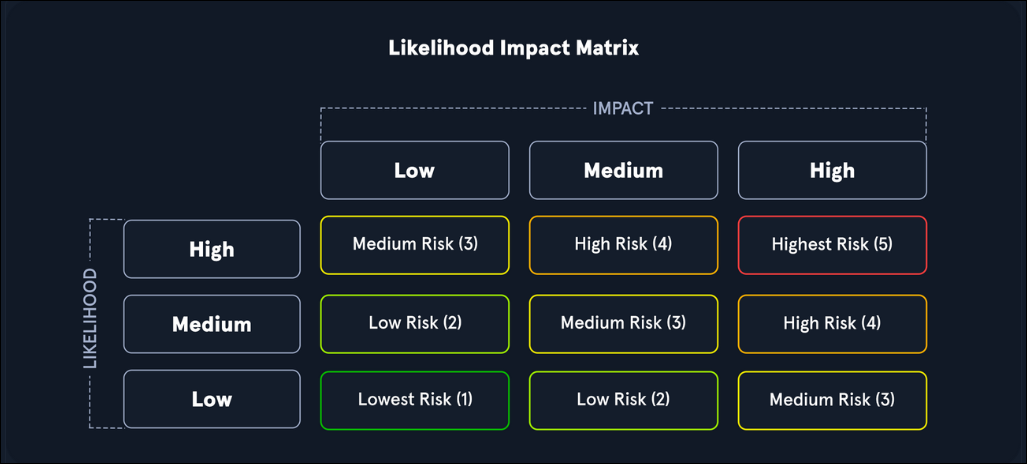 Likelihood Impact Matrix
IMPACT
Low Medium High
LIKELIHOOD
High Medium Risk (3) High Risk (4) Highest Risk (5)
Medium Low Risk (2) Medium Risk (3) High Risk (4)
Low Lowest Risk (1) Low Risk (2) Medium Risk (3)